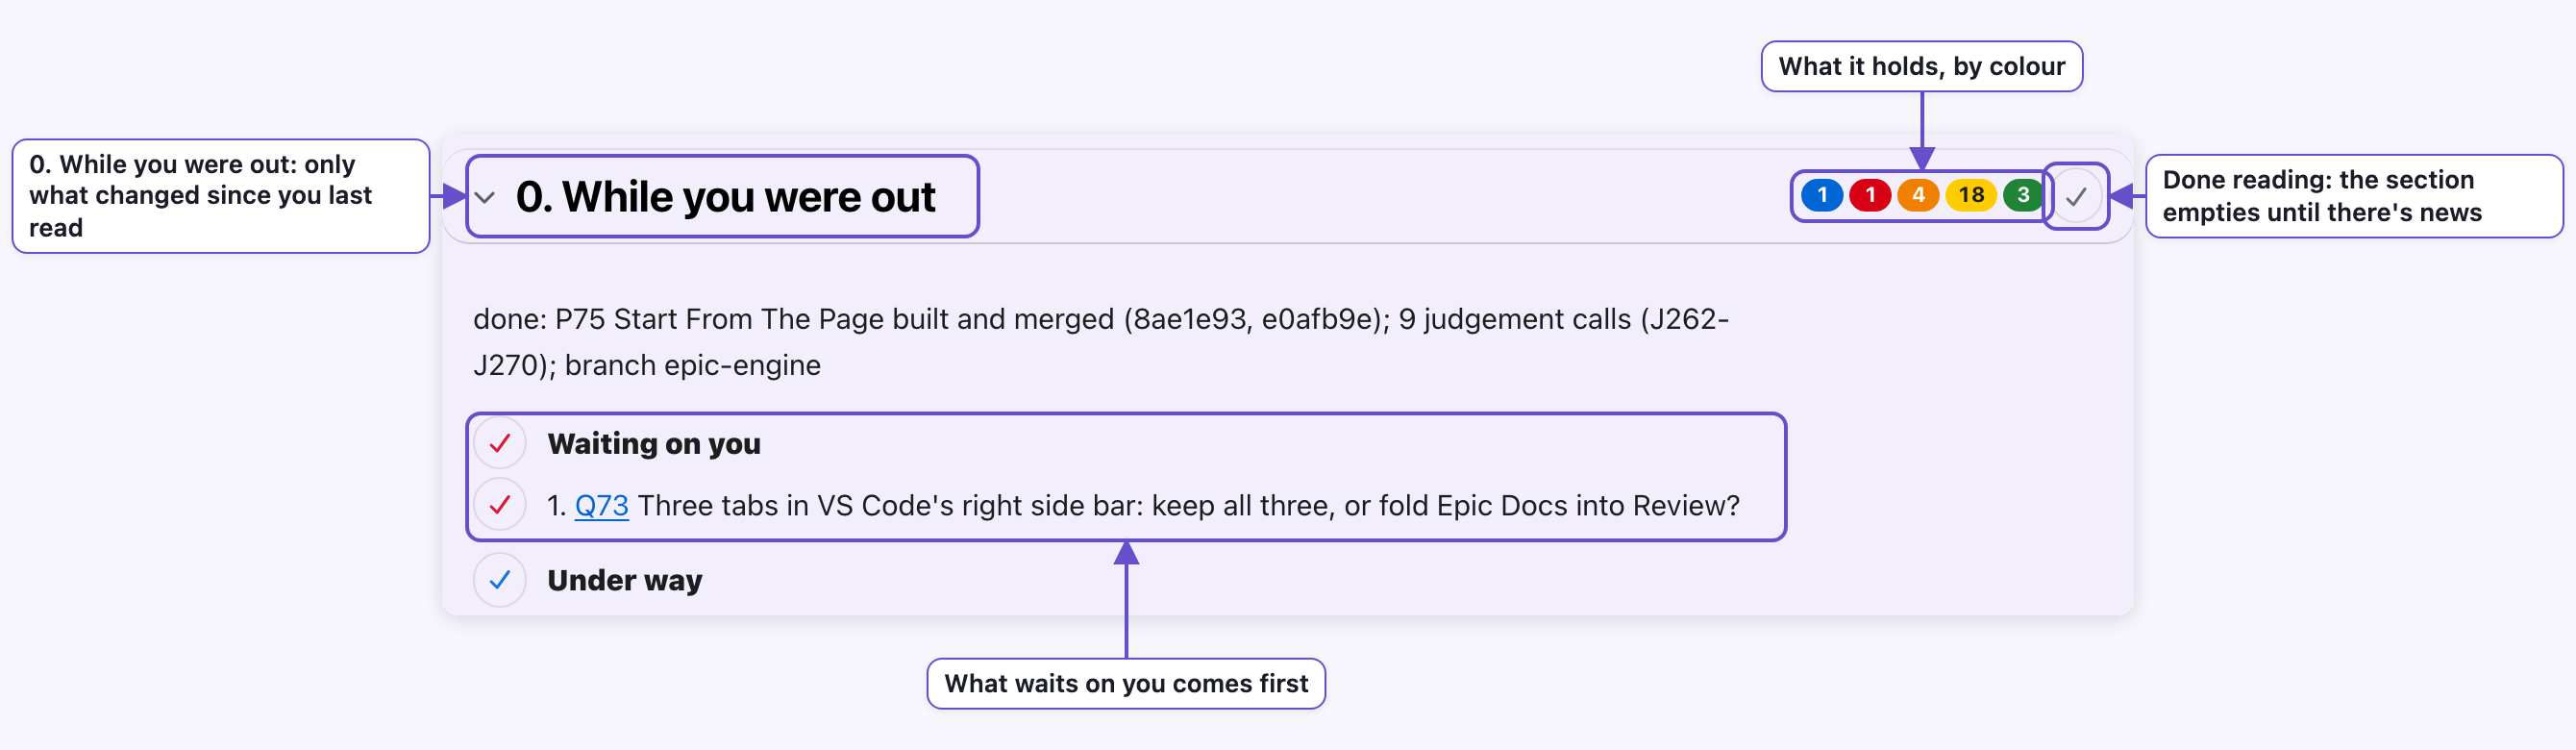 What it holds, by colour
0. While you were out: only
what changed since you last
read
0. While you were out
1 1 4 18 3
Done reading: the section
empties until there's news
done: P75 Start From The Page built and merged (8ae1e93, e0afb9e); 9 judgement calls (J262-
J270); branch epic-engine
Waiting on you
1. Q73 Three tabs in VS Code's right side bar: keep all three, or fold Epic Docs into Review?
Under way
What waits on you comes first